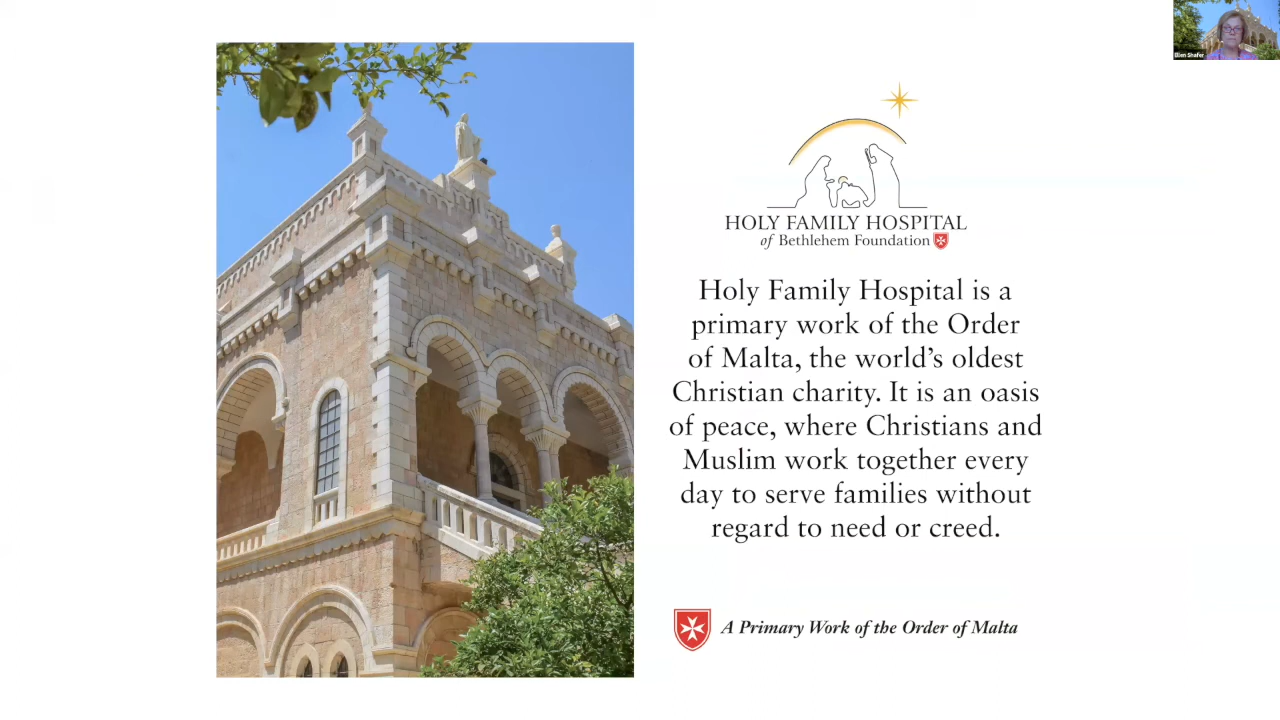 Elen Shafer
HOLY FAMILY HOSPITAL
of Bethlehem Foundation
Holy Family Hospital is a
primary work of the Order
of Malta, the world's oldest
Christian charity. It is an oasis
of peace, where Christians and
Muslim work together every
day to serve families without
regard to need or creed.
A Primary Work of the Order of Malta